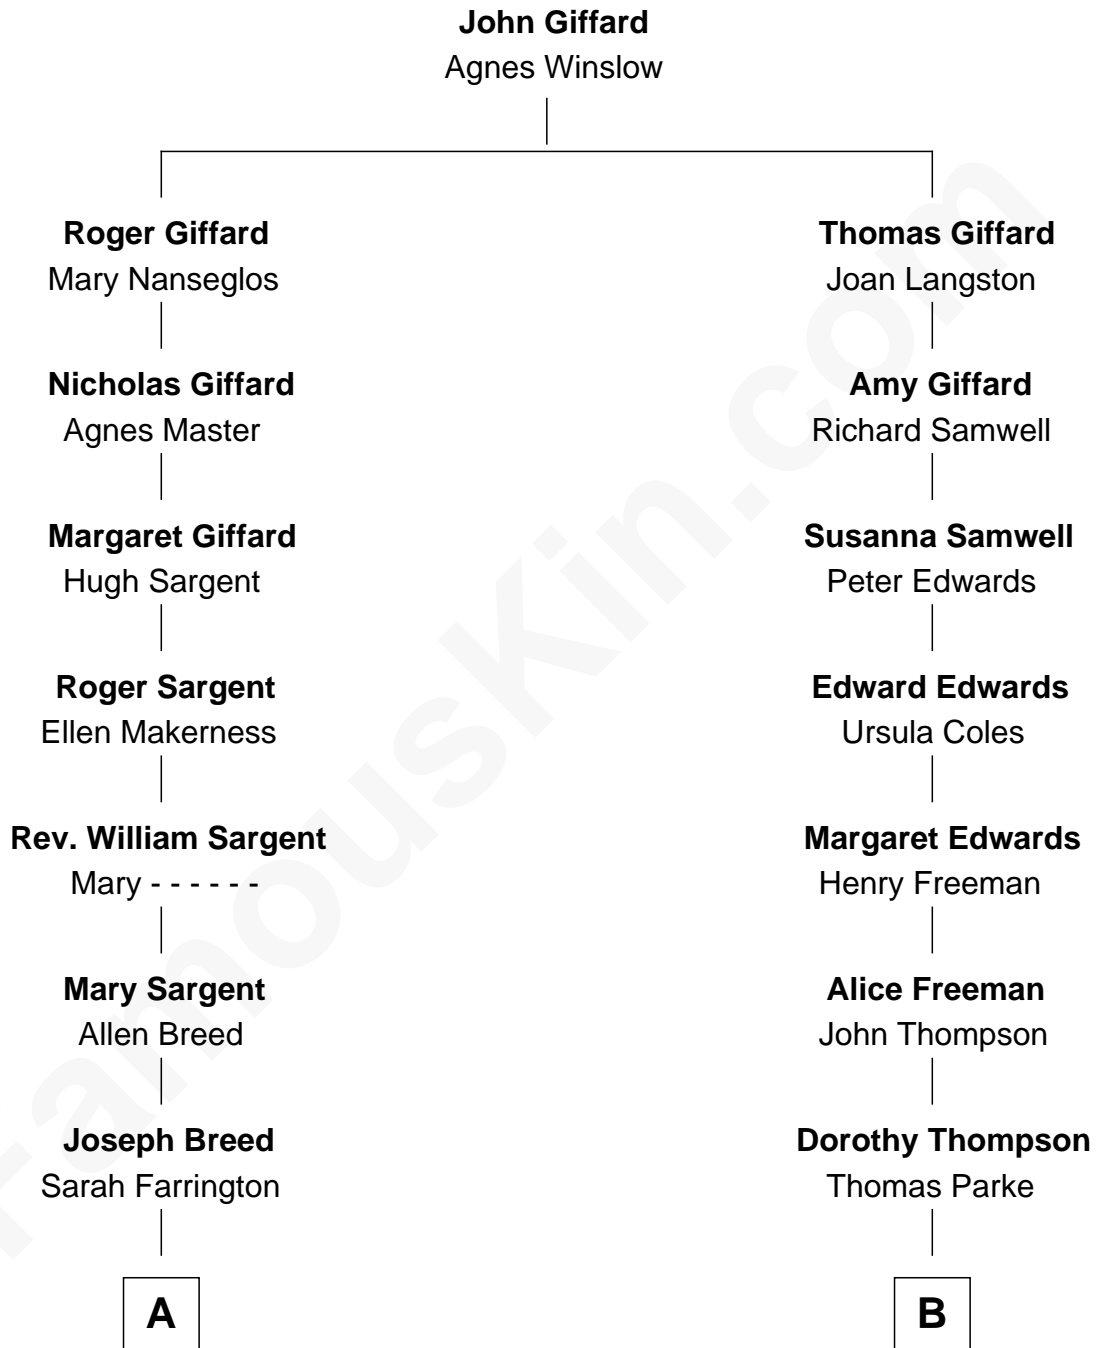 John Giffard
Agnes Winslow
Roger Giffard
Mary Nanseglos
Thomas Giffard
Joan Langston
Nicholas Giffard
Agnes Master
Amy Giffard
Richard Samwell
Margaret Giffard
Hugh Sargent
Susanna Samwell
Peter Edwards
Roger Sargent
Ellen Makerness
Edward Edwards
Ursula Coles
Rev. William Sargent
Mary - - - - - -
Margaret Edwards
Henry Freeman
Mary Sargent
Allen Breed
Alice Freeman
John Thompson
Joseph Breed
Sarah Farrington
Dorothy Thompson
Thomas Parke
A
B
FamousKin.com